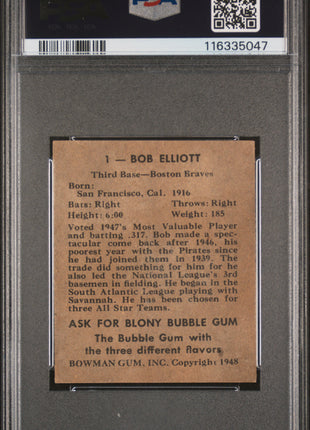 PSA
116335047
1 — BOB ELLIOTT
Third Base—Boston Braves
Born:
San Francisco, Cal. 1916
Bars: Right Throws: Right
Height: 6:00 Weight: 185
Voted 1947's Most Valuable Player
and batting .317. Bob made a spec-
tacular come back after 1946, his
poorest year with the Pirates since
he had joined them in 1939. The
trade did something for him for he
also led the National League's 3rd
basemen in fielding. He began in the
South Atlantic League playing with
Savannah. He has been chosen for
three All Star Teams.
ASK FOR BLONY BUBBLE GUM
The Bubble Gum with
the three different flavors
BOWMAN GUM, INC. Copyright 1948